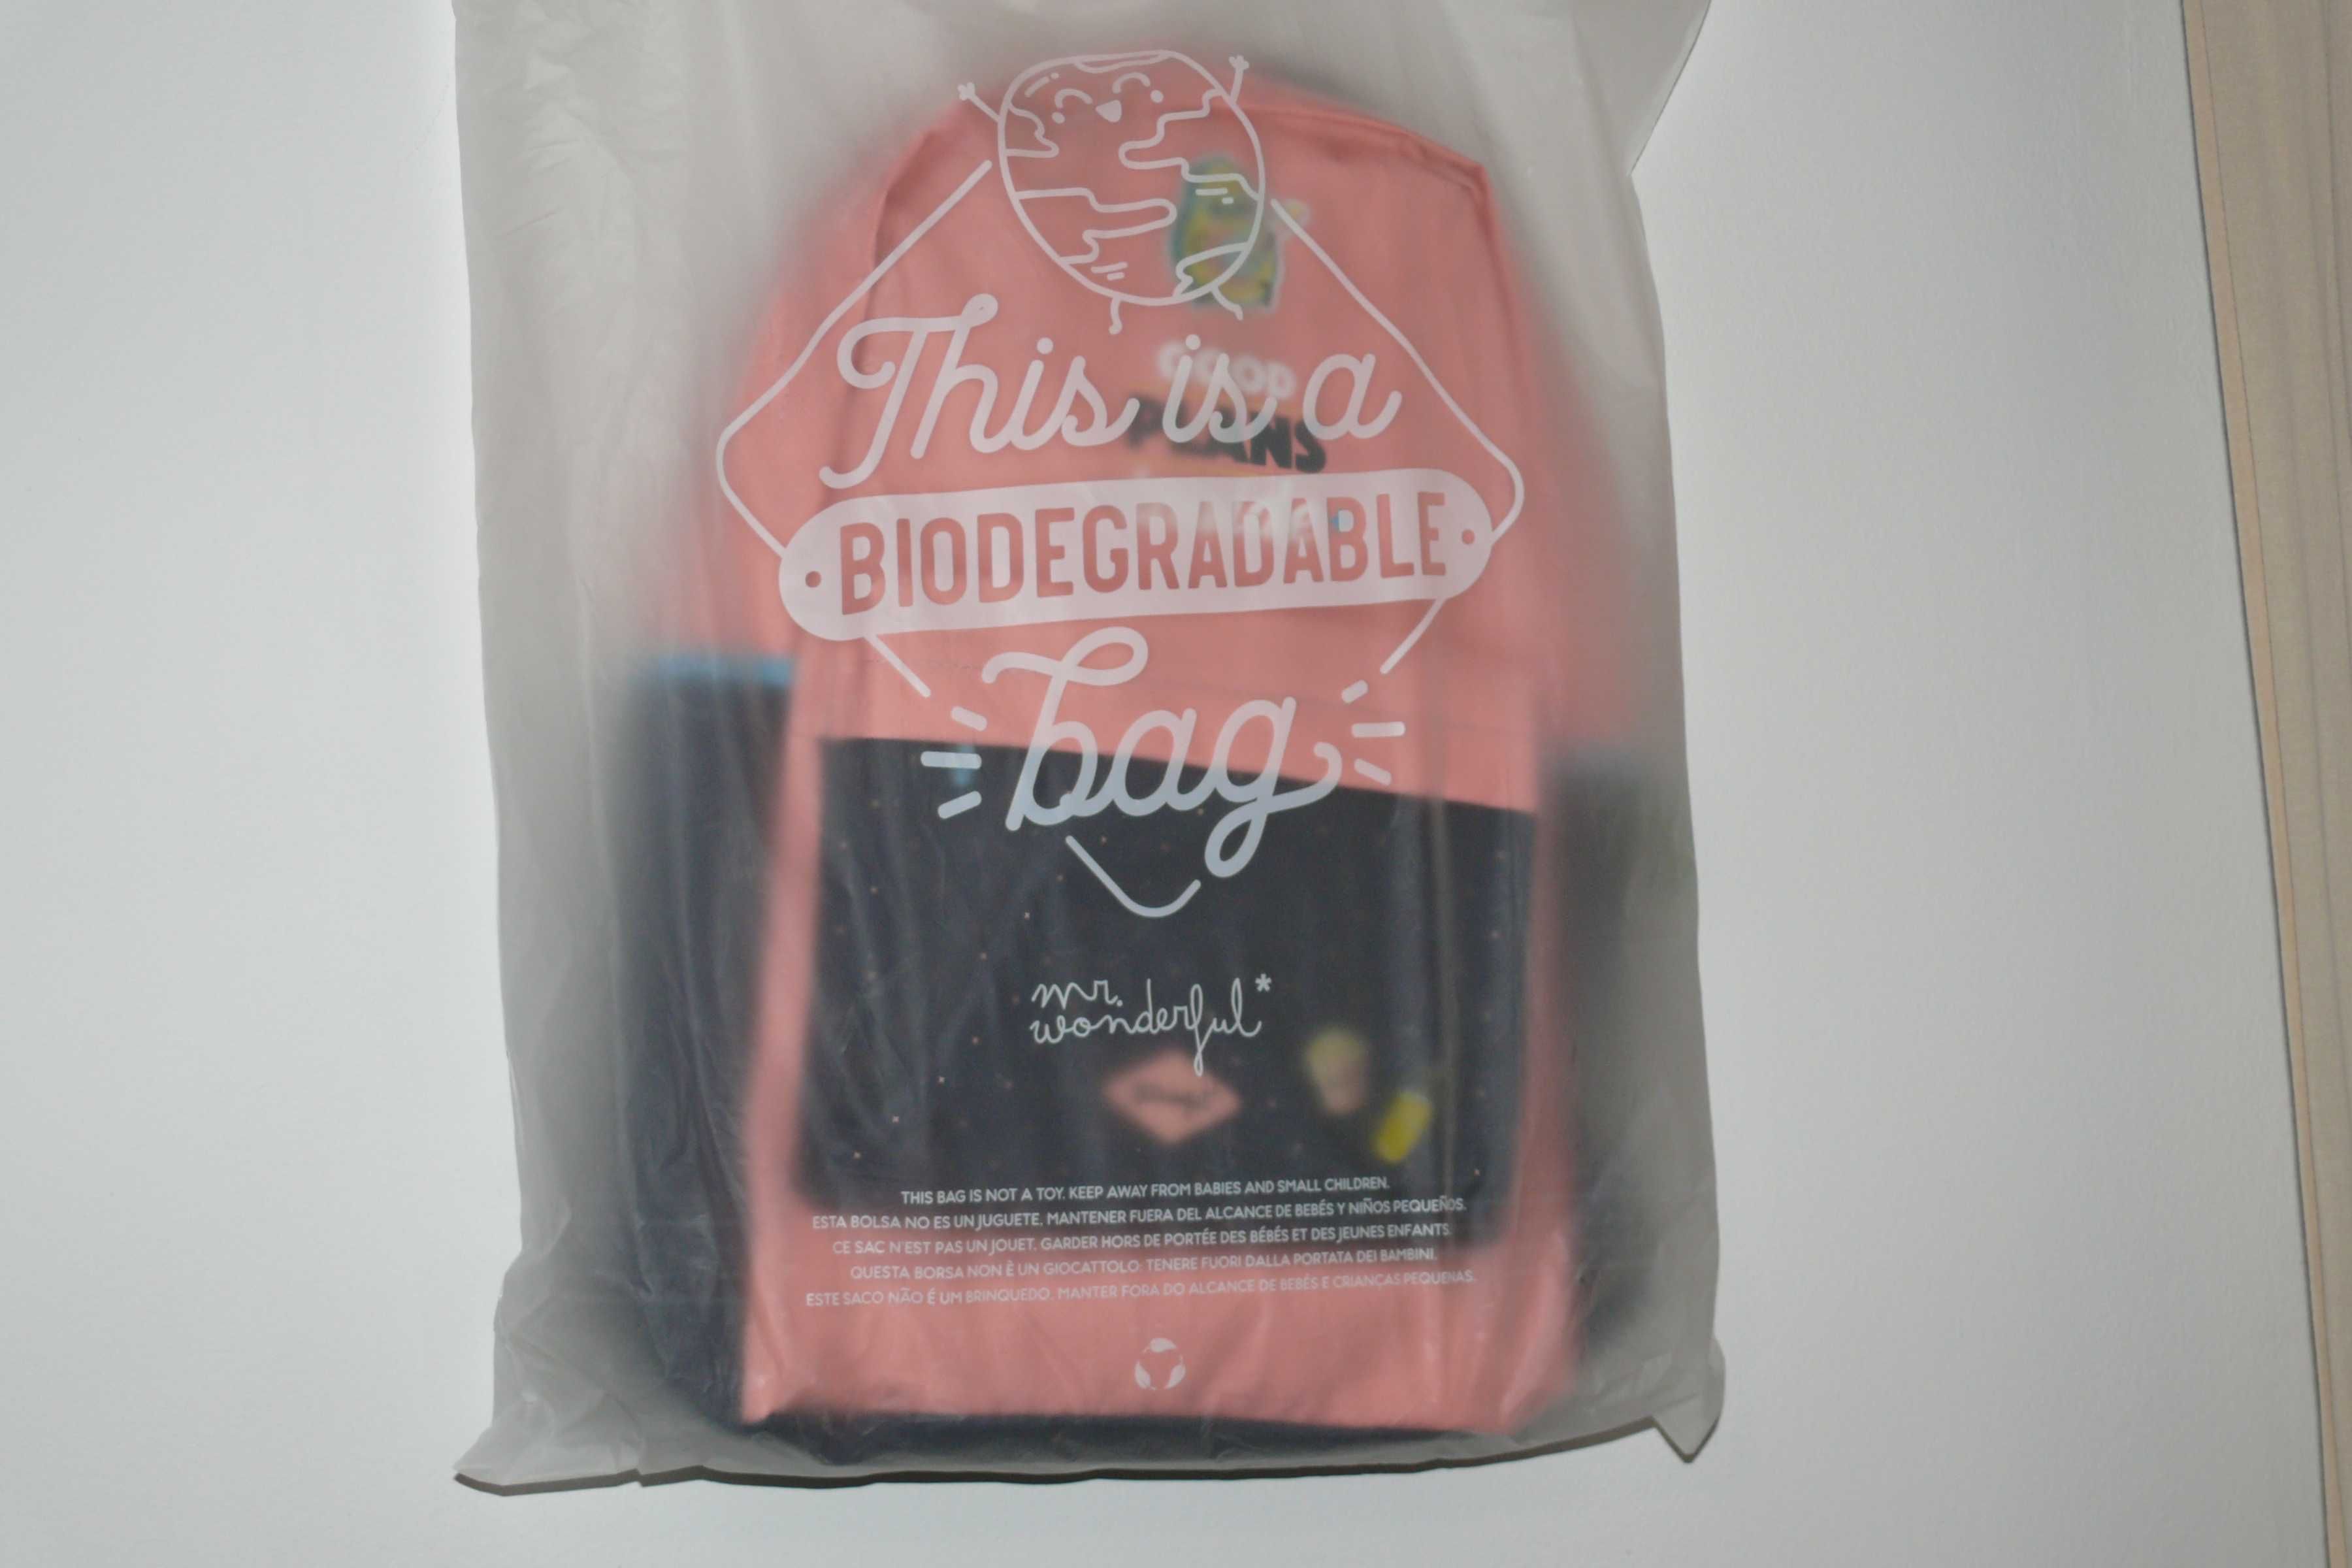 This is a
BIODEGRADABLE
bag
GOOD
PLANS
mr.
wonderful*
THIS BAG IS NOT A TOY. KEEP AWAY FROM BABIES AND SMALL CHILDREN.
ESTA BOLSA NO ES UN JUGUETE. MANTENER FUERA DEL ALCANCE DE BEBÉS Y NIÑOS PEQUEÑOS.
CE SAC N'EST PAS UN JOUET. GARDER HORS DE PORTÉE DES BÉBÉS ET DES JEUNES ENFANTS.
QUESTA BORSA NON È UN GIOCATTOLO. TENERE FUORI DALLA PORTATA DEI BAMBINI.
ESTE SACO NÃO É UM BRINQUEDO. MANTER FORA DO ALCANCE DE BEBÉS E CRIANÇAS PEQUENAS.